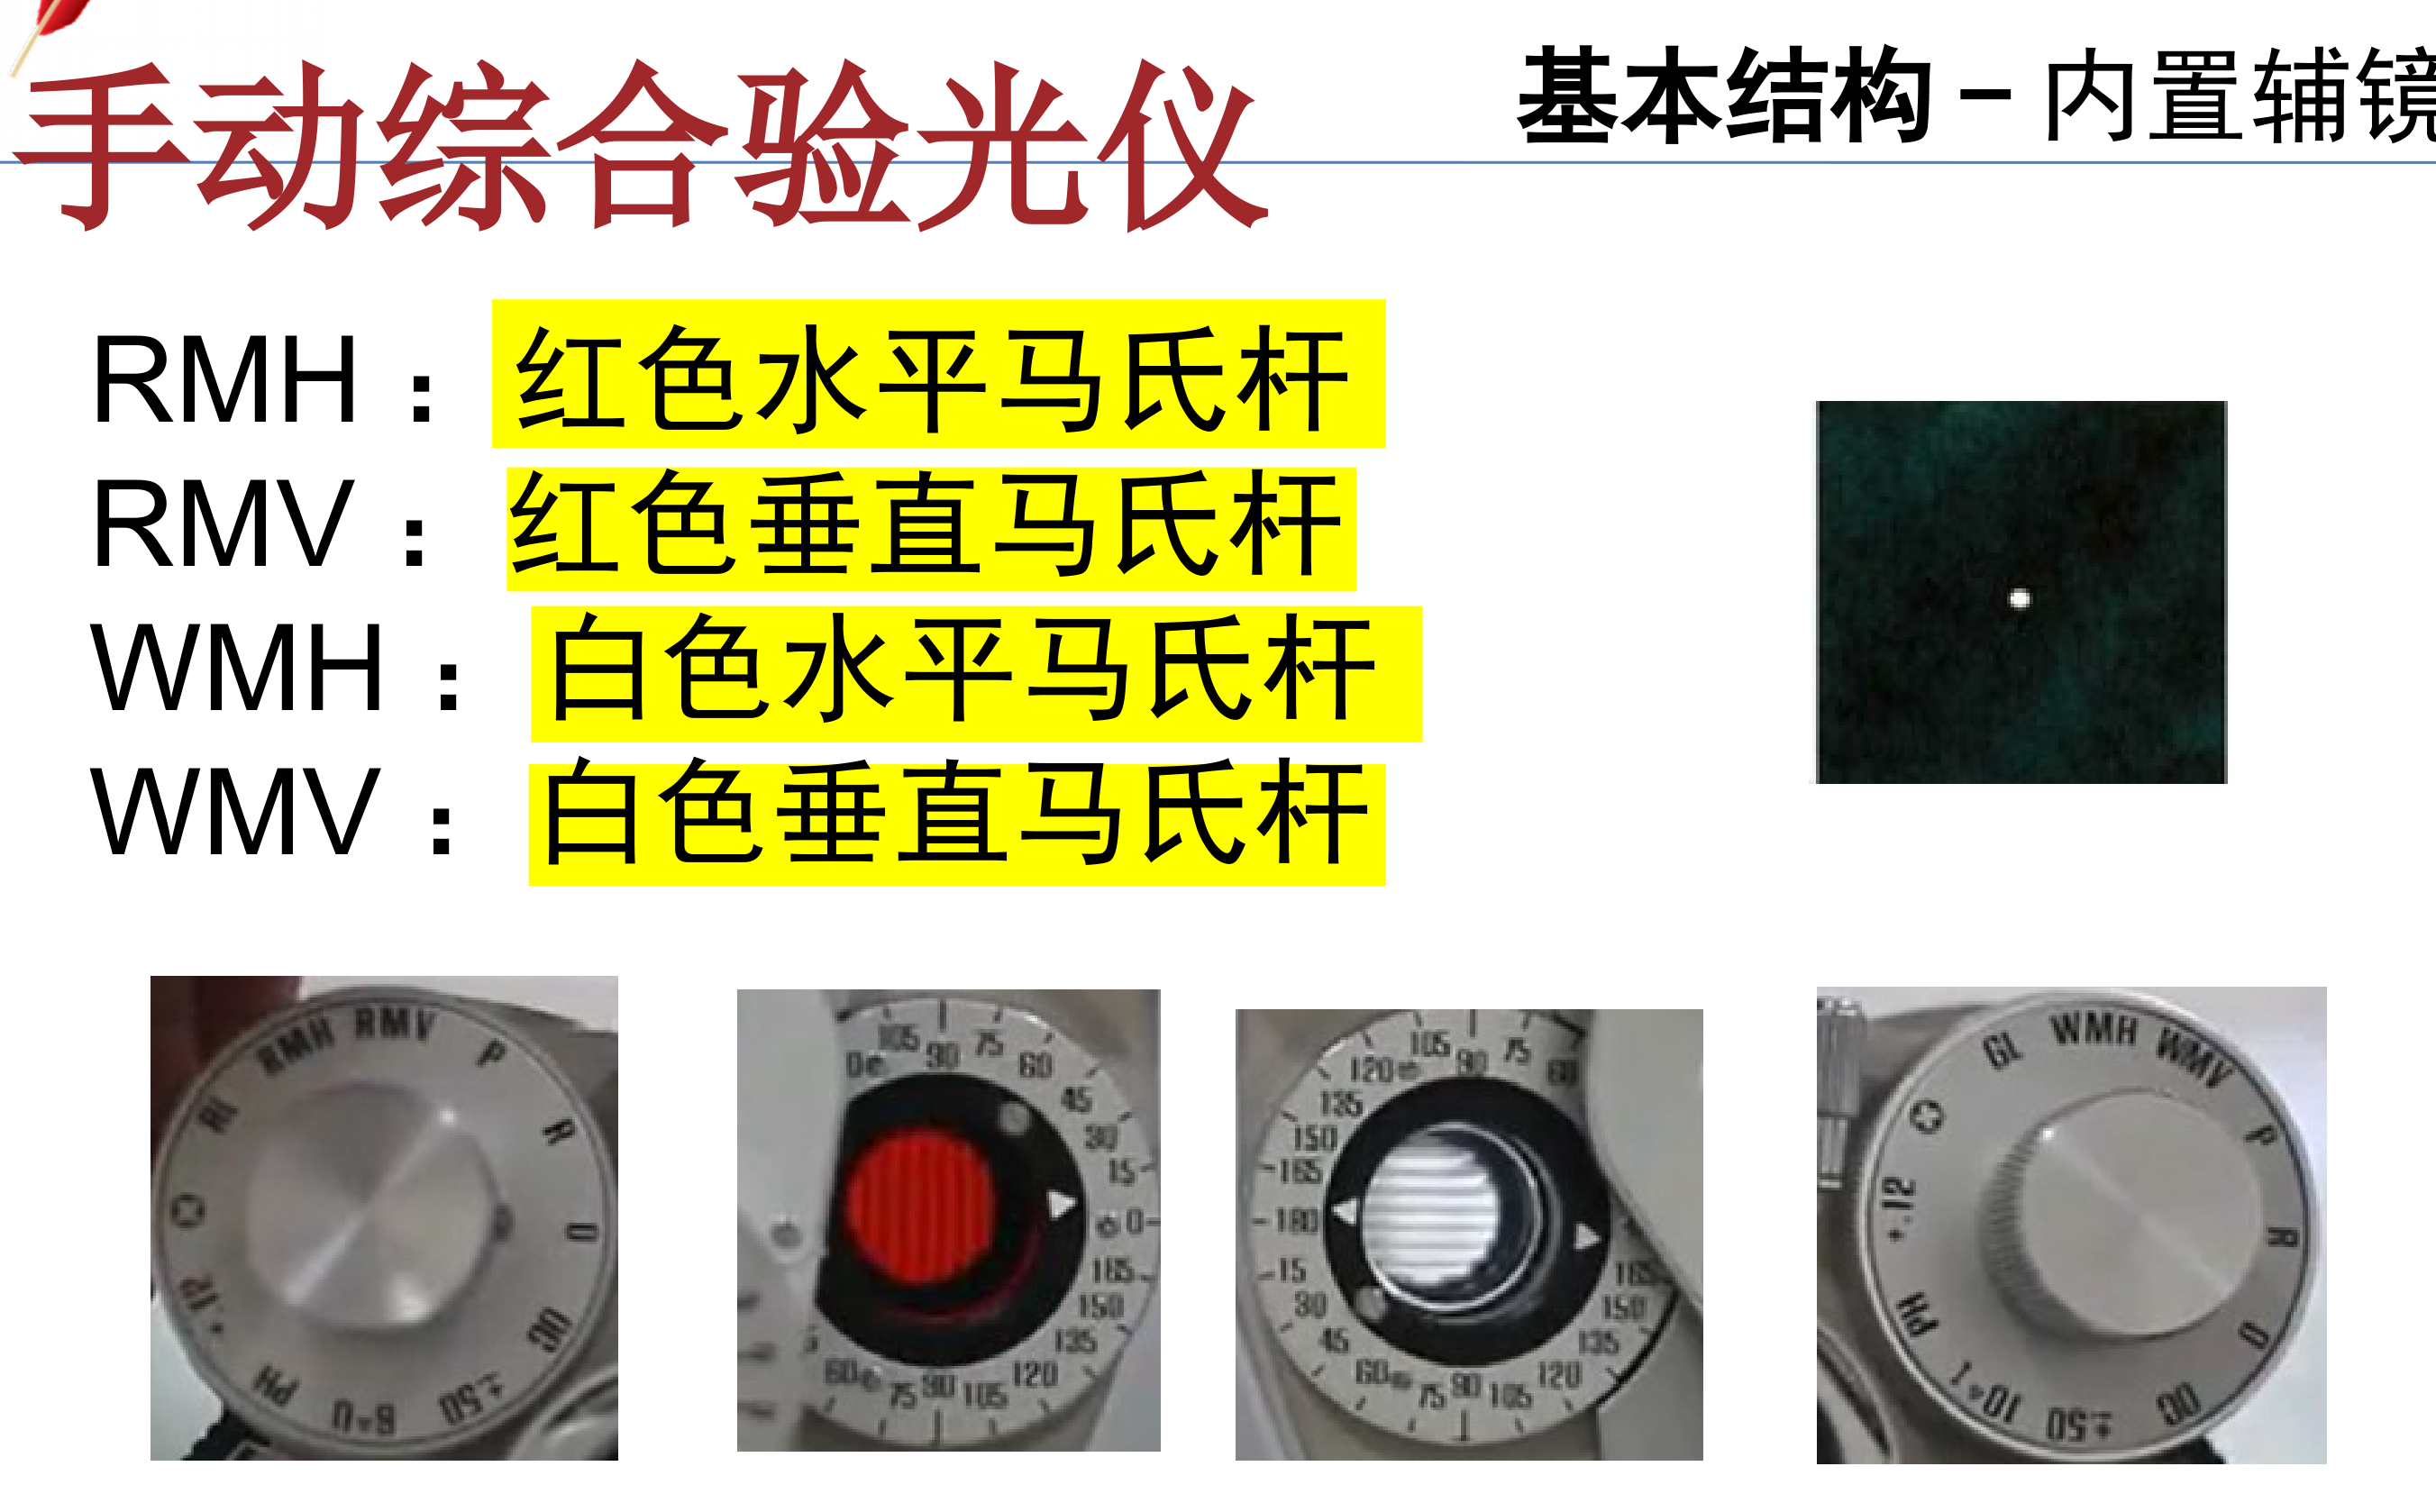 手动综合验光仪
基本结构－内置辅镜
RMH： 红色水平马氏杆
RMV： 红色垂直马氏杆
WMH： 白色水平马氏杆
WMV： 白色垂直马氏杆
RI RMH RMV P R O OC ±.50 6△U PH +.12
105 90 75 60 45 30 15 0 165 150 135 120 105 90 75 60
120 105 90 75 60 135 150 165 180 15 30 45 60 75 90 105 120 135 150 165
GL WMH WMV P R O OC ±.50 10△I PH +.12